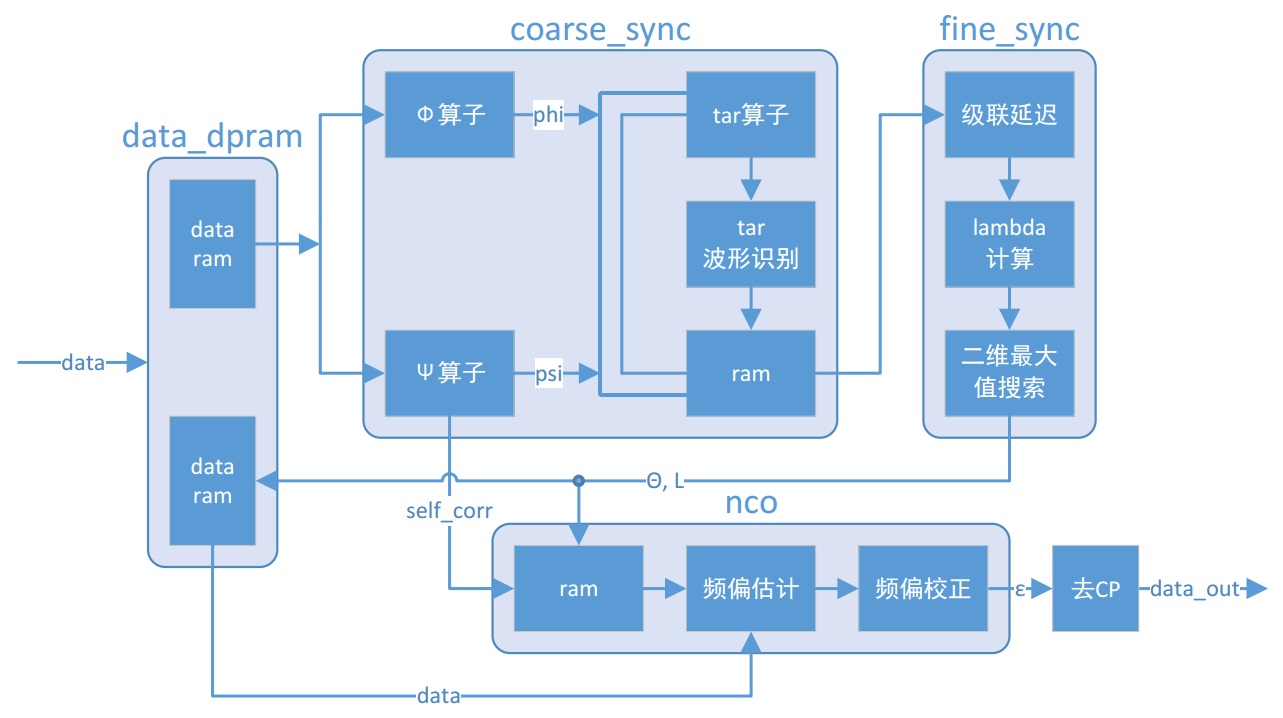 coarse_sync
fine_sync
data_dpram
Φ算子
phi
tar算子
级联延迟
data
ram
tar
波形识别
lambda
计算
data
Ψ算子
psi
ram
二维最大
值搜索
data
ram
Θ, L
self_corr
nco
ram
频偏估计
频偏校正
ε
去CP
data_out
data